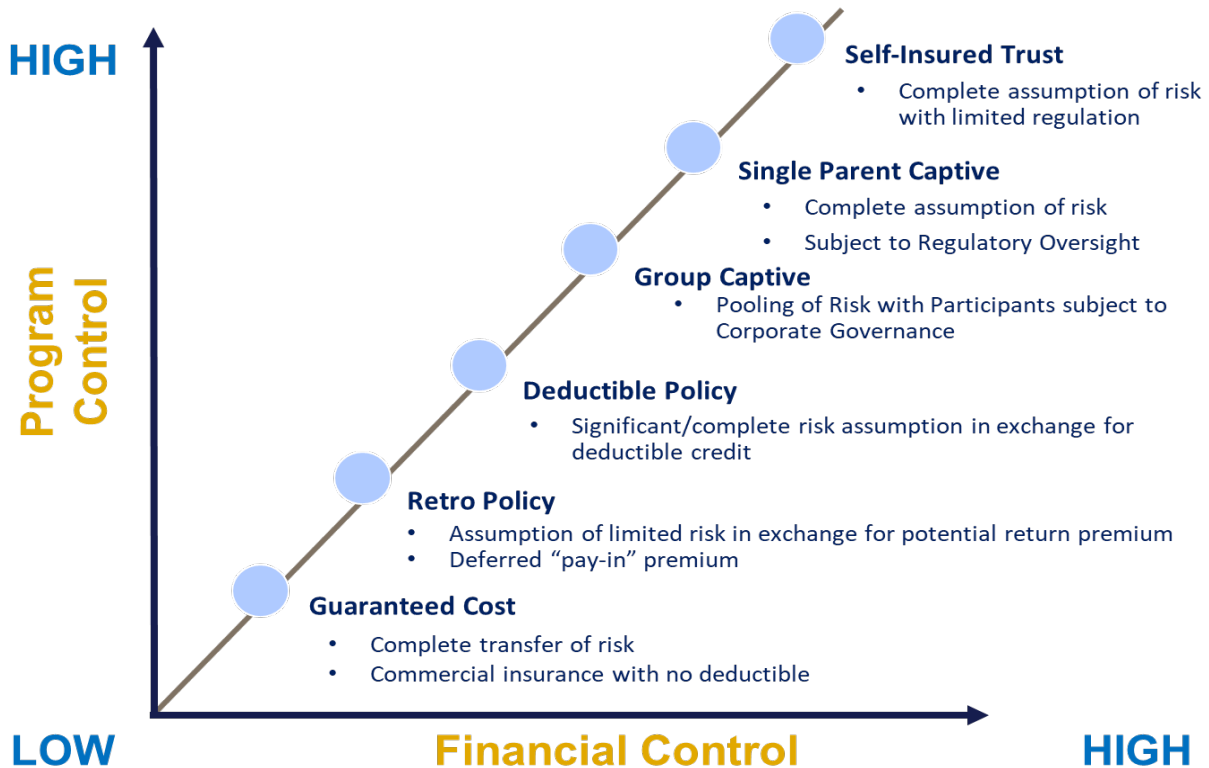 HIGH
Self-Insured Trust
• Complete assumption of risk
with limited regulation
Single Parent Captive
• Complete assumption of risk
• Subject to Regulatory Oversight
Group Captive
• Pooling of Risk with Participants subject to
Corporate Governance
Program
Control
Deductible Policy
• Significant/complete risk assumption in exchange for
deductible credit
Retro Policy
• Assumption of limited risk in exchange for potential return premium
• Deferred “pay-in” premium
Guaranteed Cost
• Complete transfer of risk
• Commercial insurance with no deductible
LOW
Financial Control
HIGH